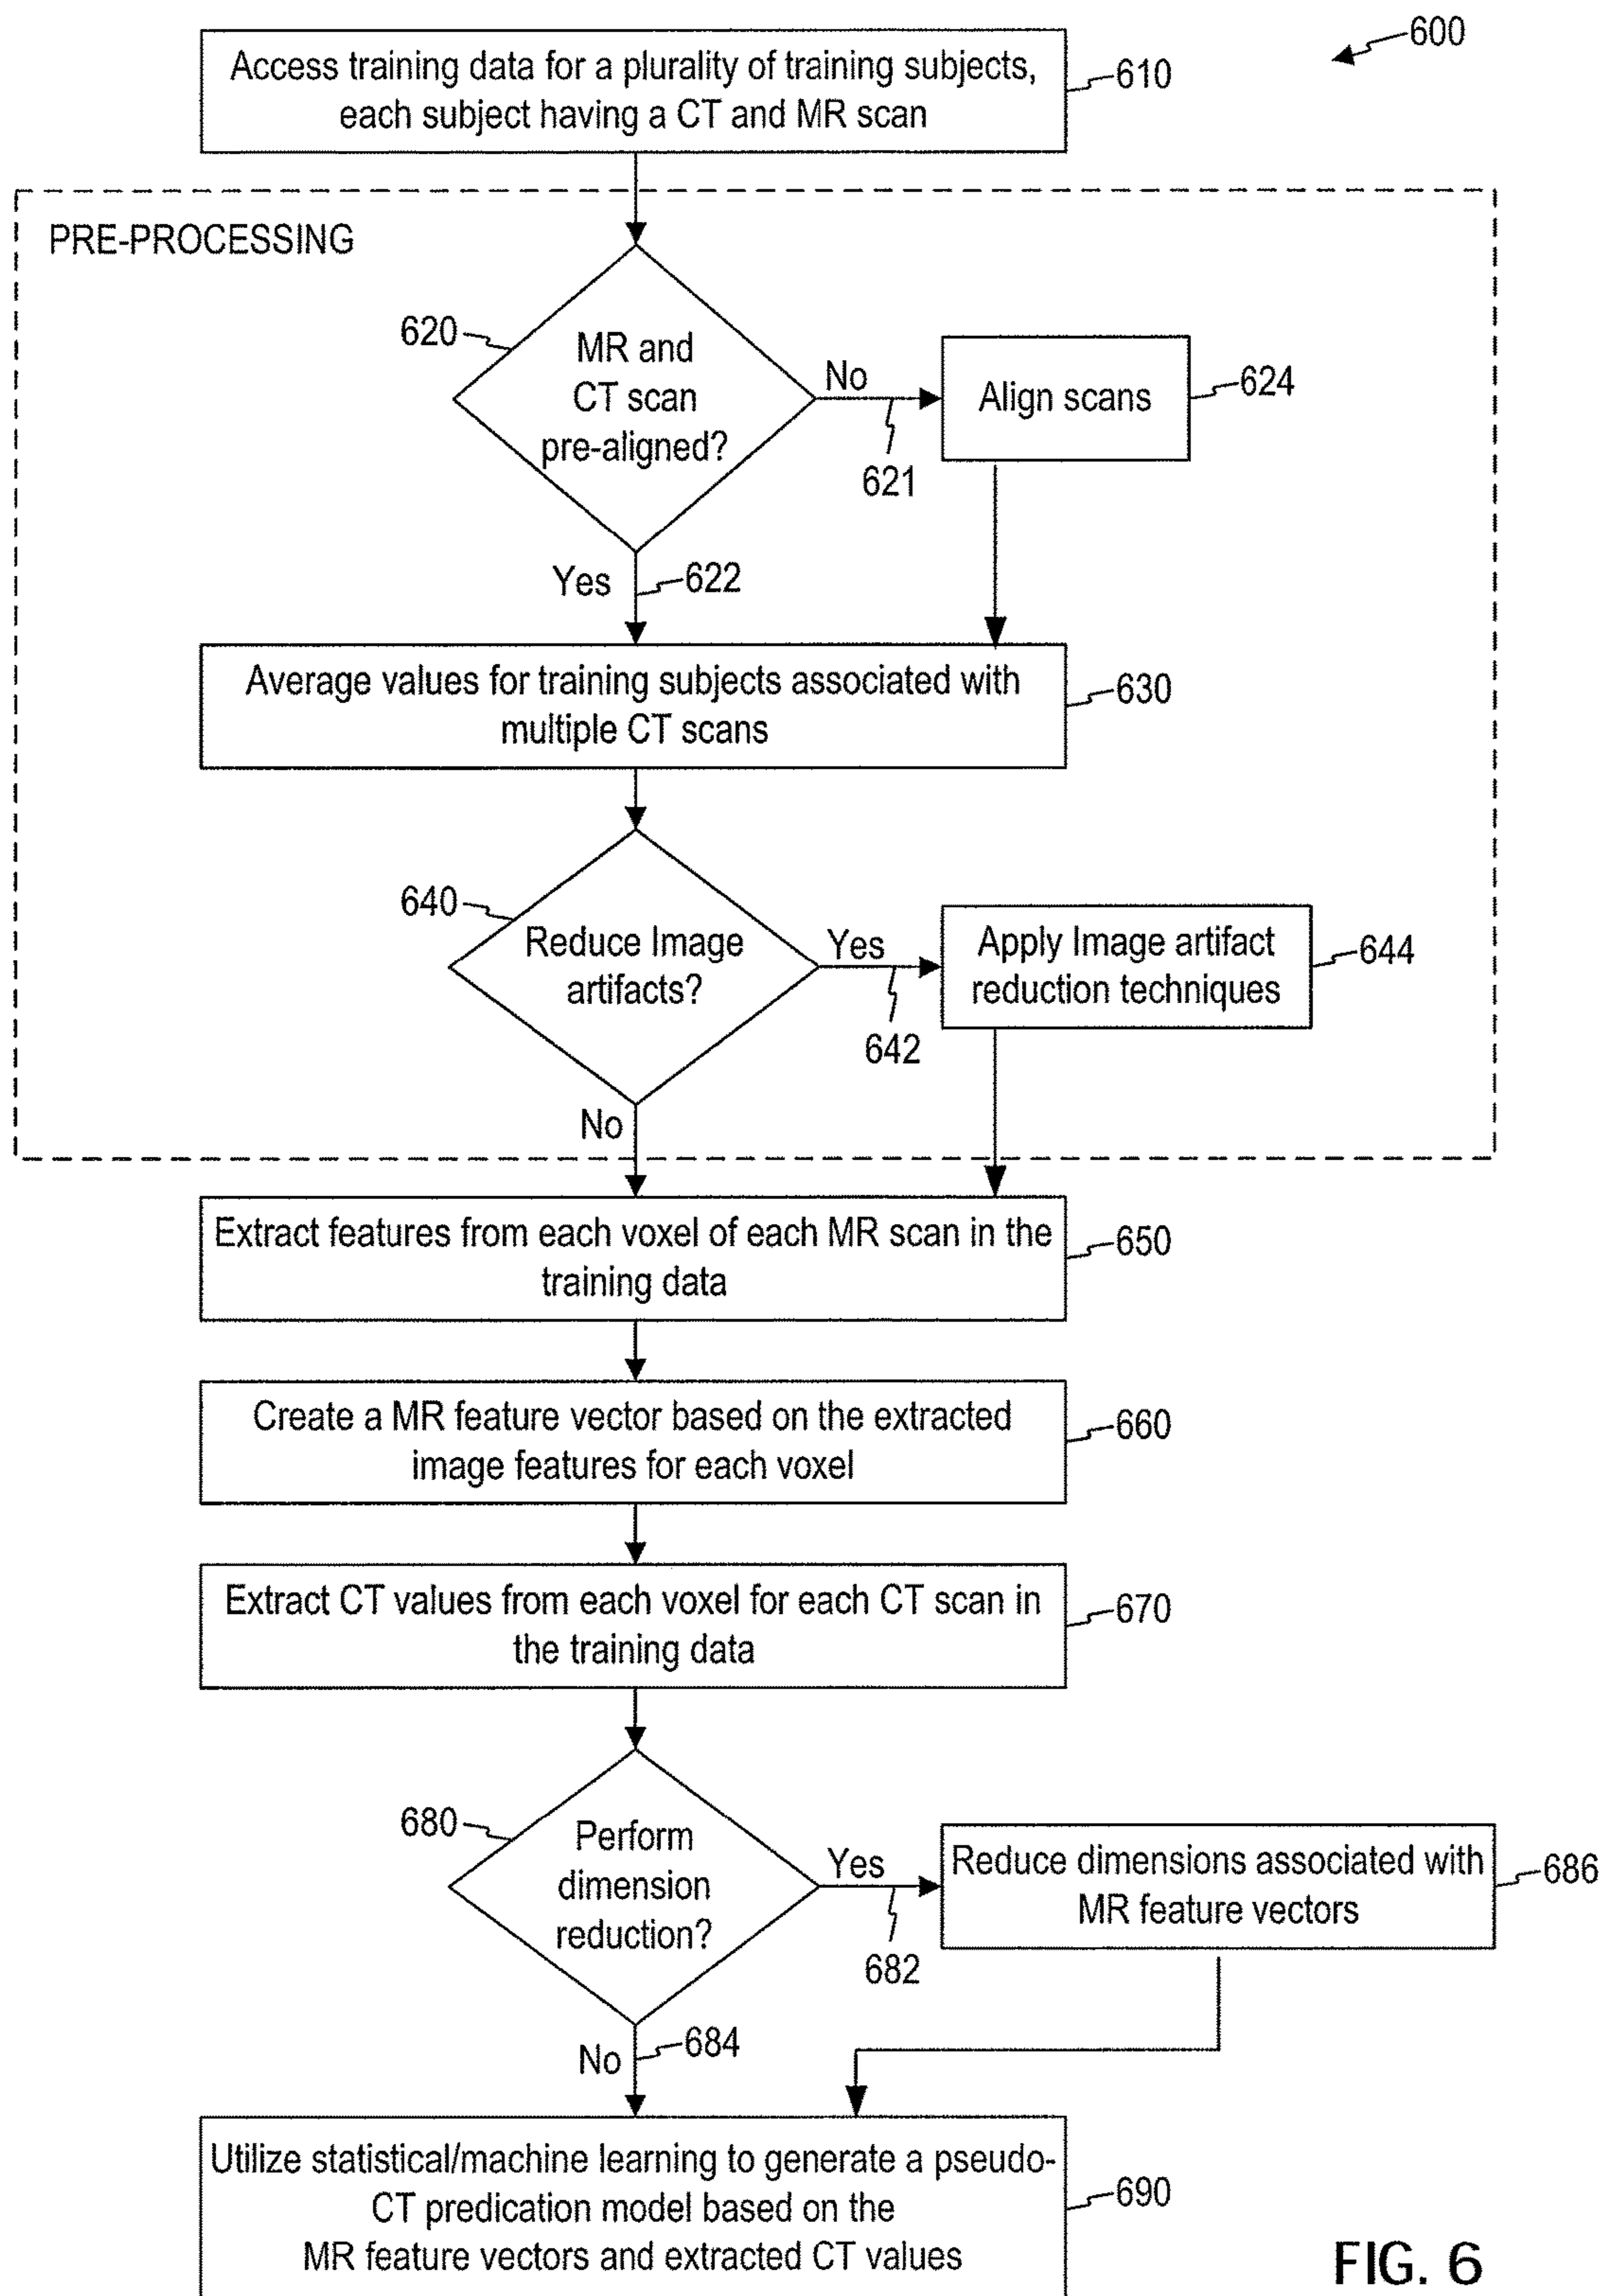 600
Access training data for a plurality of training subjects,
each subject having a CT and MR scan
610
PRE-PROCESSING
620
MR and
CT scan
pre-aligned?
No
621
Align scans
624
Yes
622
Average values for training subjects associated with
multiple CT scans
630
640
Reduce Image
artifacts?
Yes
642
Apply Image artifact
reduction techniques
644
No
Extract features from each voxel of each MR scan in the
training data
650
Create a MR feature vector based on the extracted
image features for each voxel
660
Extract CT values from each voxel for each CT scan in
the training data
670
680
Perform
dimension
reduction?
Yes
682
Reduce dimensions associated with
MR feature vectors
686
No
684
Utilize statistical/machine learning to generate a pseudo-
CT predication model based on the
MR feature vectors and extracted CT values
690
FIG. 6